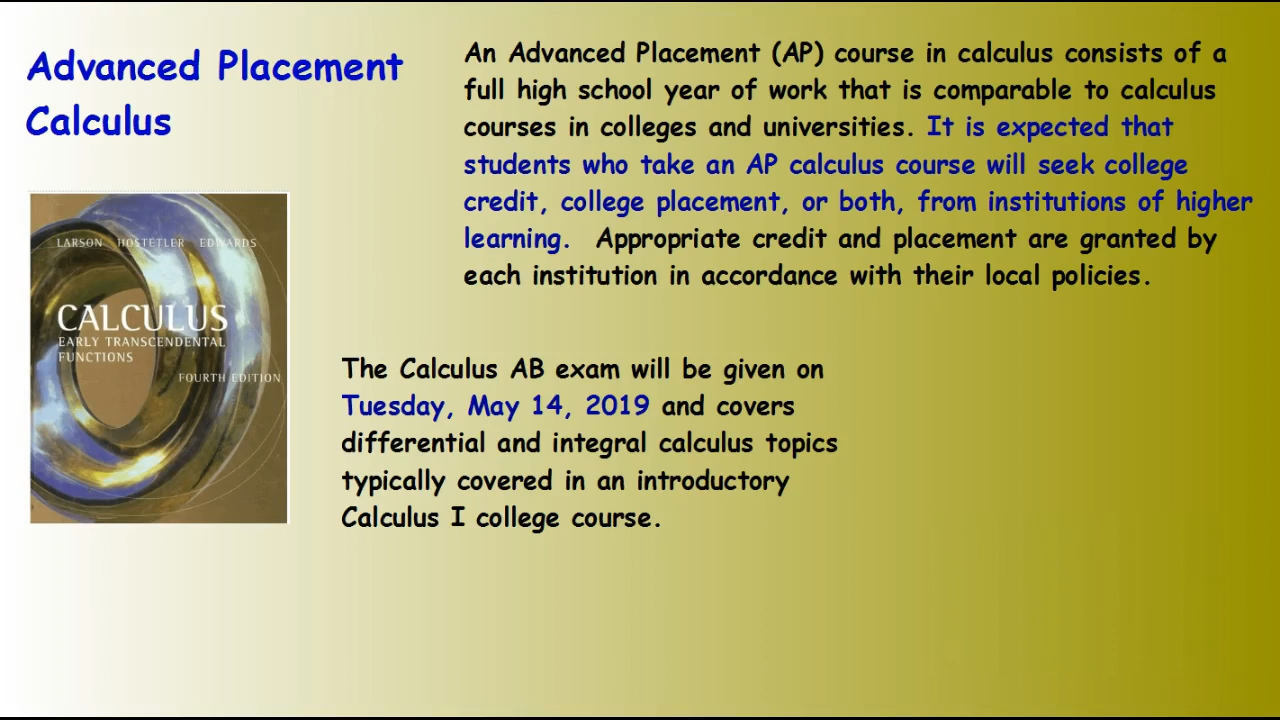 Advanced Placement
Calculus
An Advanced Placement (AP) course in calculus consists of a
full high school year of work that is comparable to calculus
courses in colleges and universities. It is expected that
students who take an AP calculus course will seek college
credit, college placement, or both, from institutions of higher
learning. Appropriate credit and placement are granted by
each institution in accordance with their local policies.
LARSON HOSTETLER EDWARDS
CALCULUS
EARLY TRANSCENDENTAL
FUNCTIONS
FOURTH EDITION
The Calculus AB exam will be given on
Tuesday, May 14, 2019 and covers
differential and integral calculus topics
typically covered in an introductory
Calculus I college course.